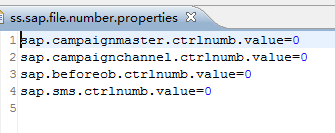 ss.sap.file.number.properties
1 sap.campaignmaster.ctrlnumb.value=0
2 sap.campaignchannel.ctrlnumb.value=0
3 sap.beforeob.ctrlnumb.value=0
4 sap.sms.ctrlnumb.value=0
5